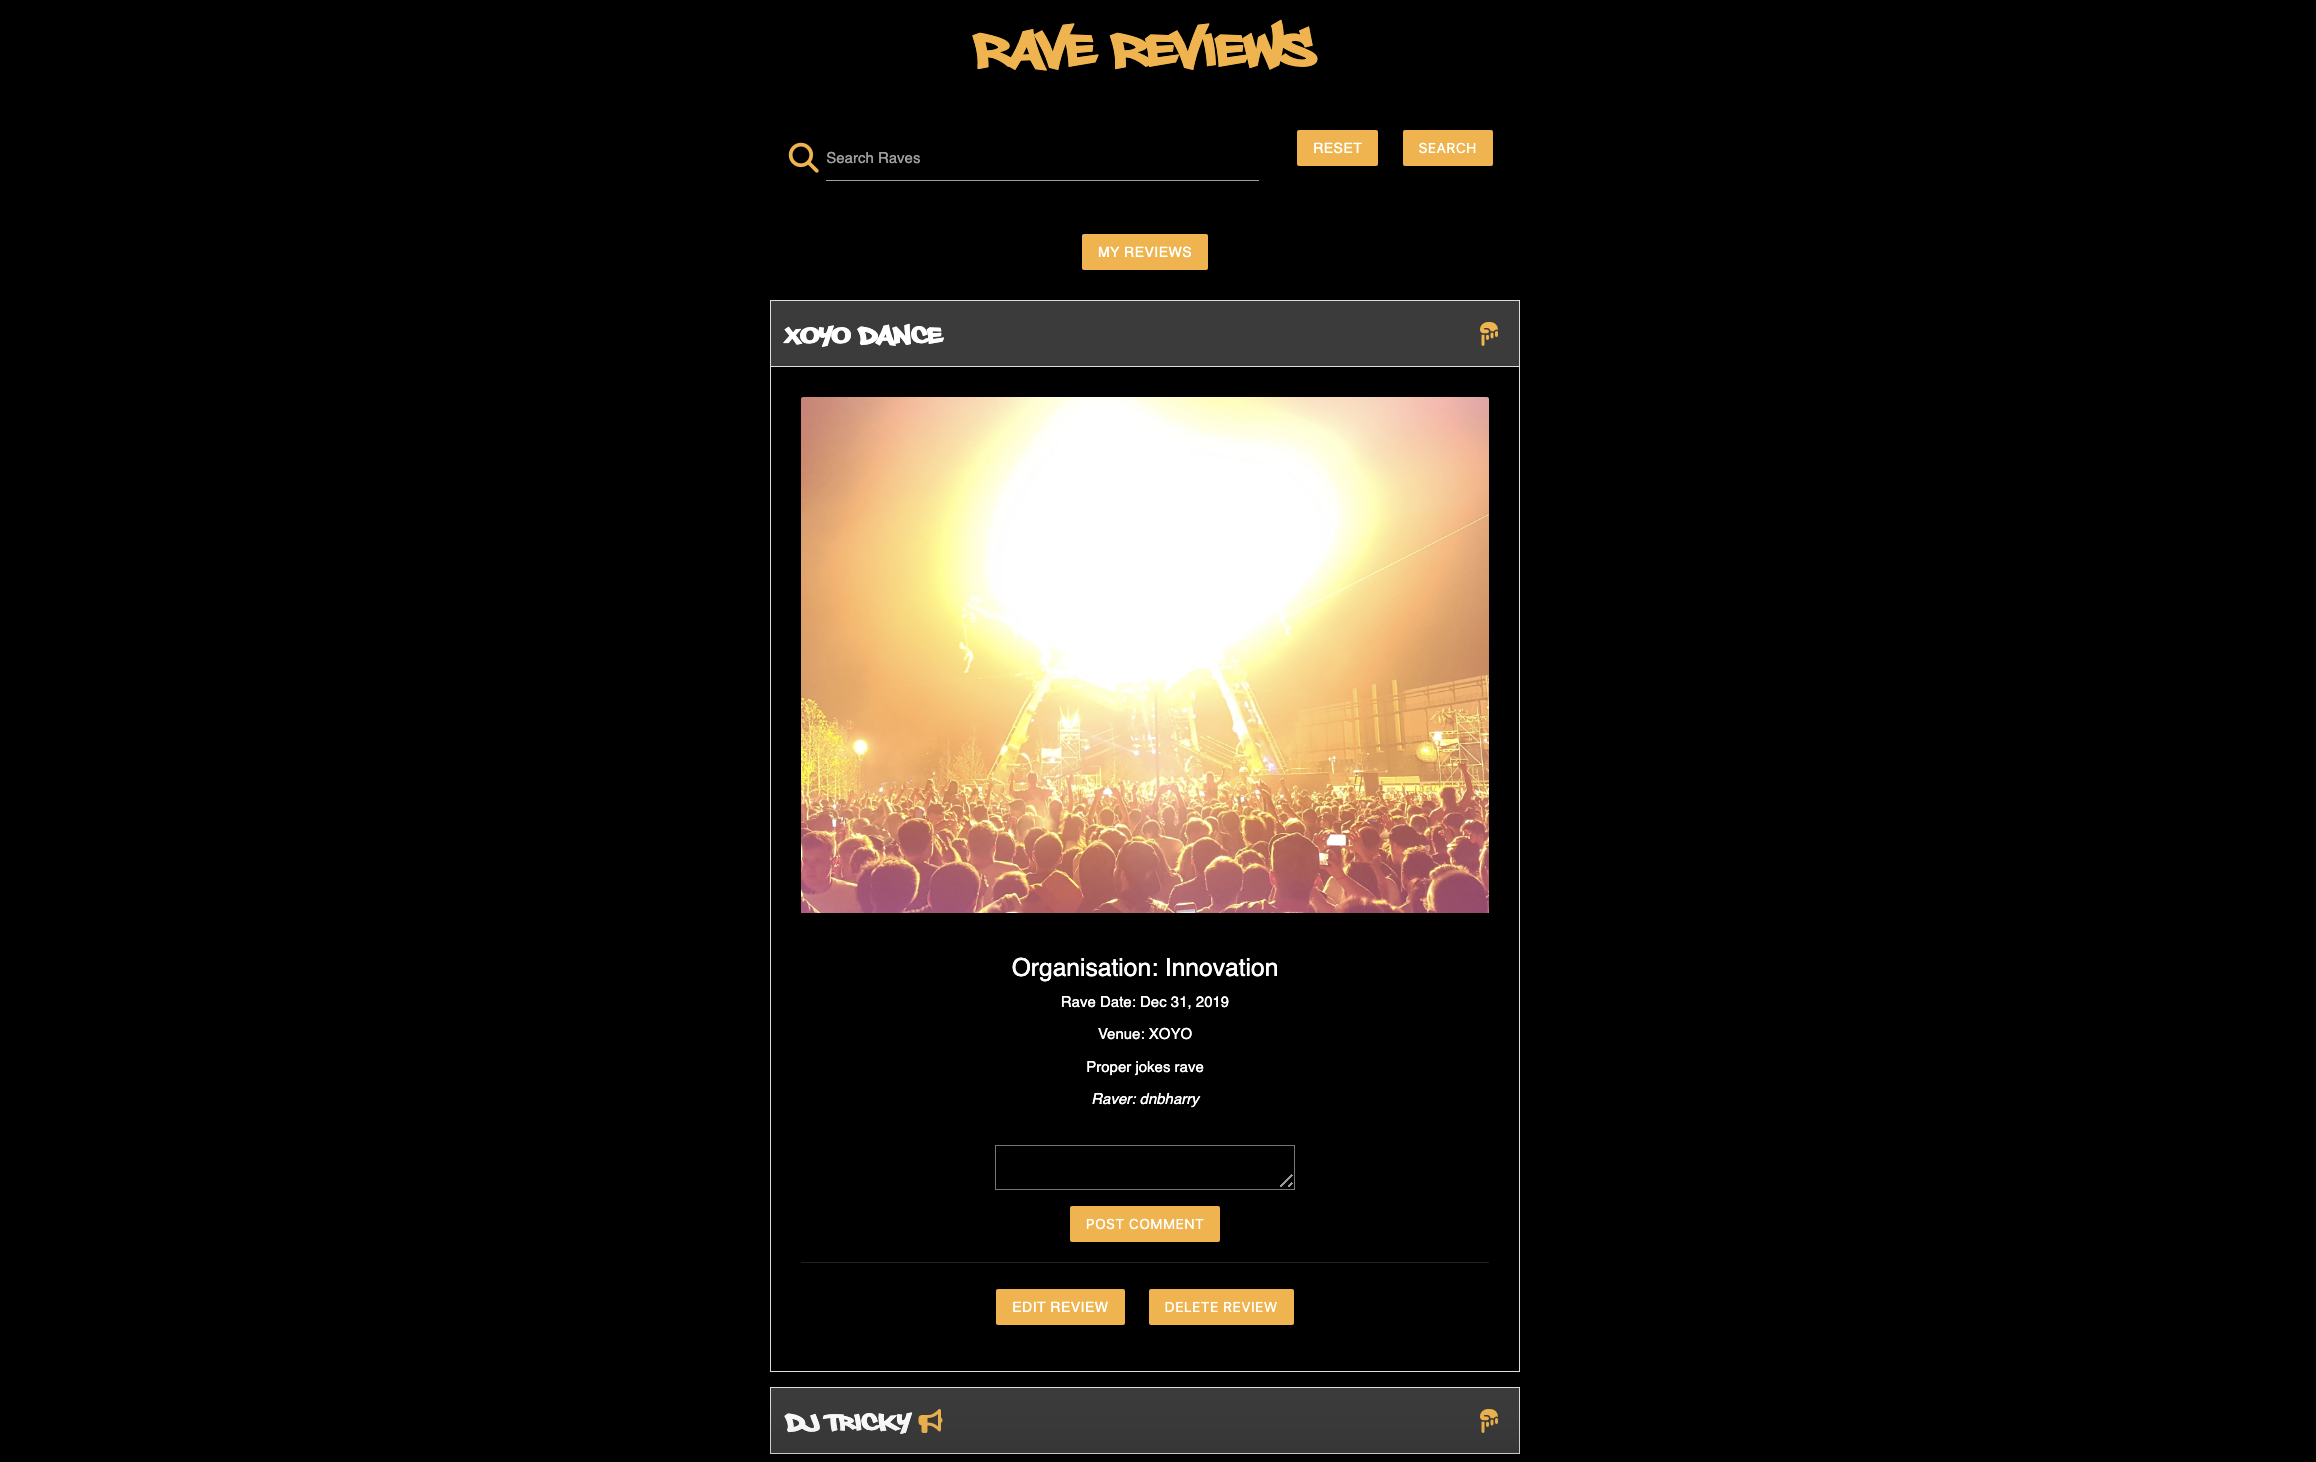 RAVE REVIEWS
Search Raves
RESET
SEARCH
MY REVIEWS
XOYO DANCE
Organisation: Innovation
Rave Date: Dec 31, 2019
Venue: XOYO
Proper jokes rave
Raver: dnbharry
POST COMMENT
EDIT REVIEW
DELETE REVIEW
DJ TRICKY